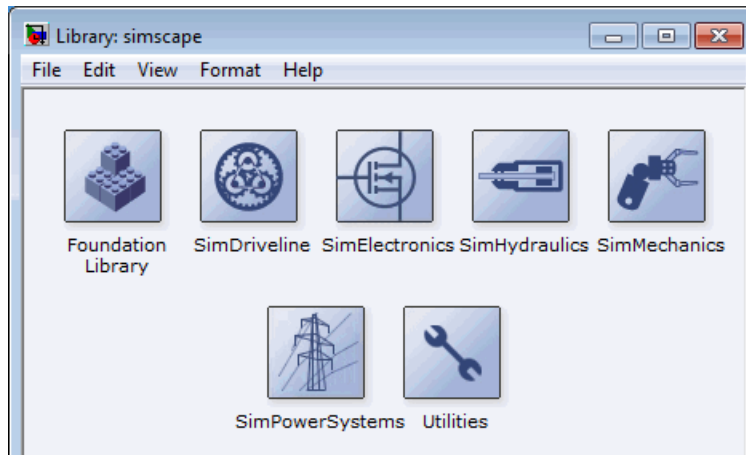 Library: simscape
File Edit View Format Help
Foundation
Library
SimDriveline
SimElectronics
SimHydraulics
SimMechanics
SimPowerSystems
Utilities